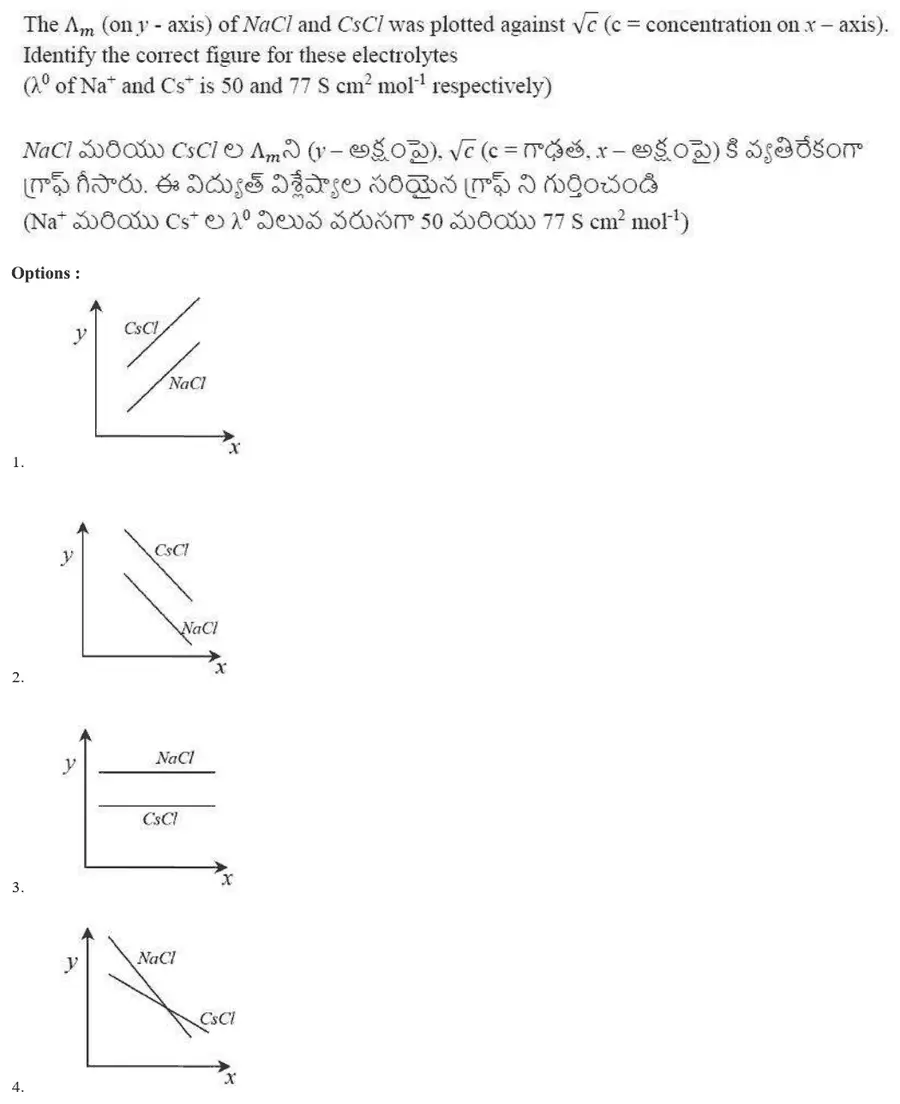 The Λm (on y - axis) of NaCl and CsCl was plotted against √c (c = concentration on x – axis).
Identify the correct figure for these electrolytes
(λ⁰ of Na⁺ and Cs⁺ is 50 and 77 S cm² mol⁻¹ respectively)
NaCl మరియు CsCl ల Λmని (y – అక్షంపై), √c (c = గాఢత, x – అక్షంపై) కి వ్యతిరేకంగా
గ్రాఫ్ గీసారు. ఈ విద్యుత్ విశ్లేష్యాల సరియైన గ్రాఫ్ ని గుర్తించండి
(Na⁺ మరియు Cs⁺ ల λ⁰ విలువ వరుసగా 50 మరియు 77 S cm² mol⁻¹)
Options :
y
CsCl
NaCl
x
1.
y
CsCl
NaCl
x
2.
y
NaCl
CsCl
x
3.
y
NaCl
CsCl
x
4.